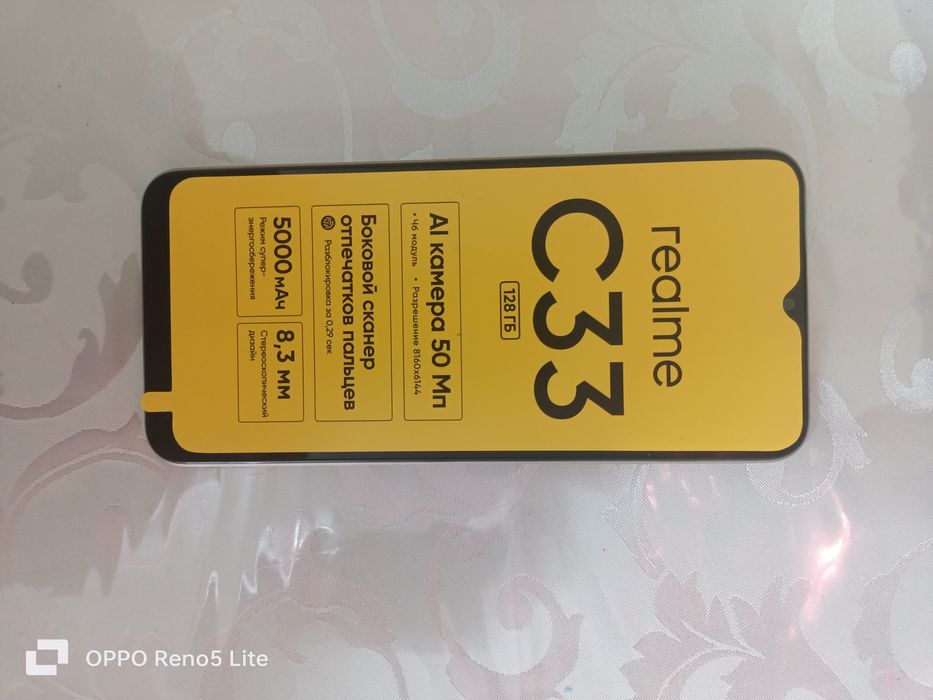 realme
C33
128 ГБ
AI камера 50 Мп
• Ч6 модуль • Разрешение 8160x6144
Боковой сканер
отпечатков пальцев
Разблокировка за 0,29 сек
5000 мАч
Режим супер-
энергосбережения
8,3 мм
Стереоскопический
дизайн
OPPO Reno5 Lite